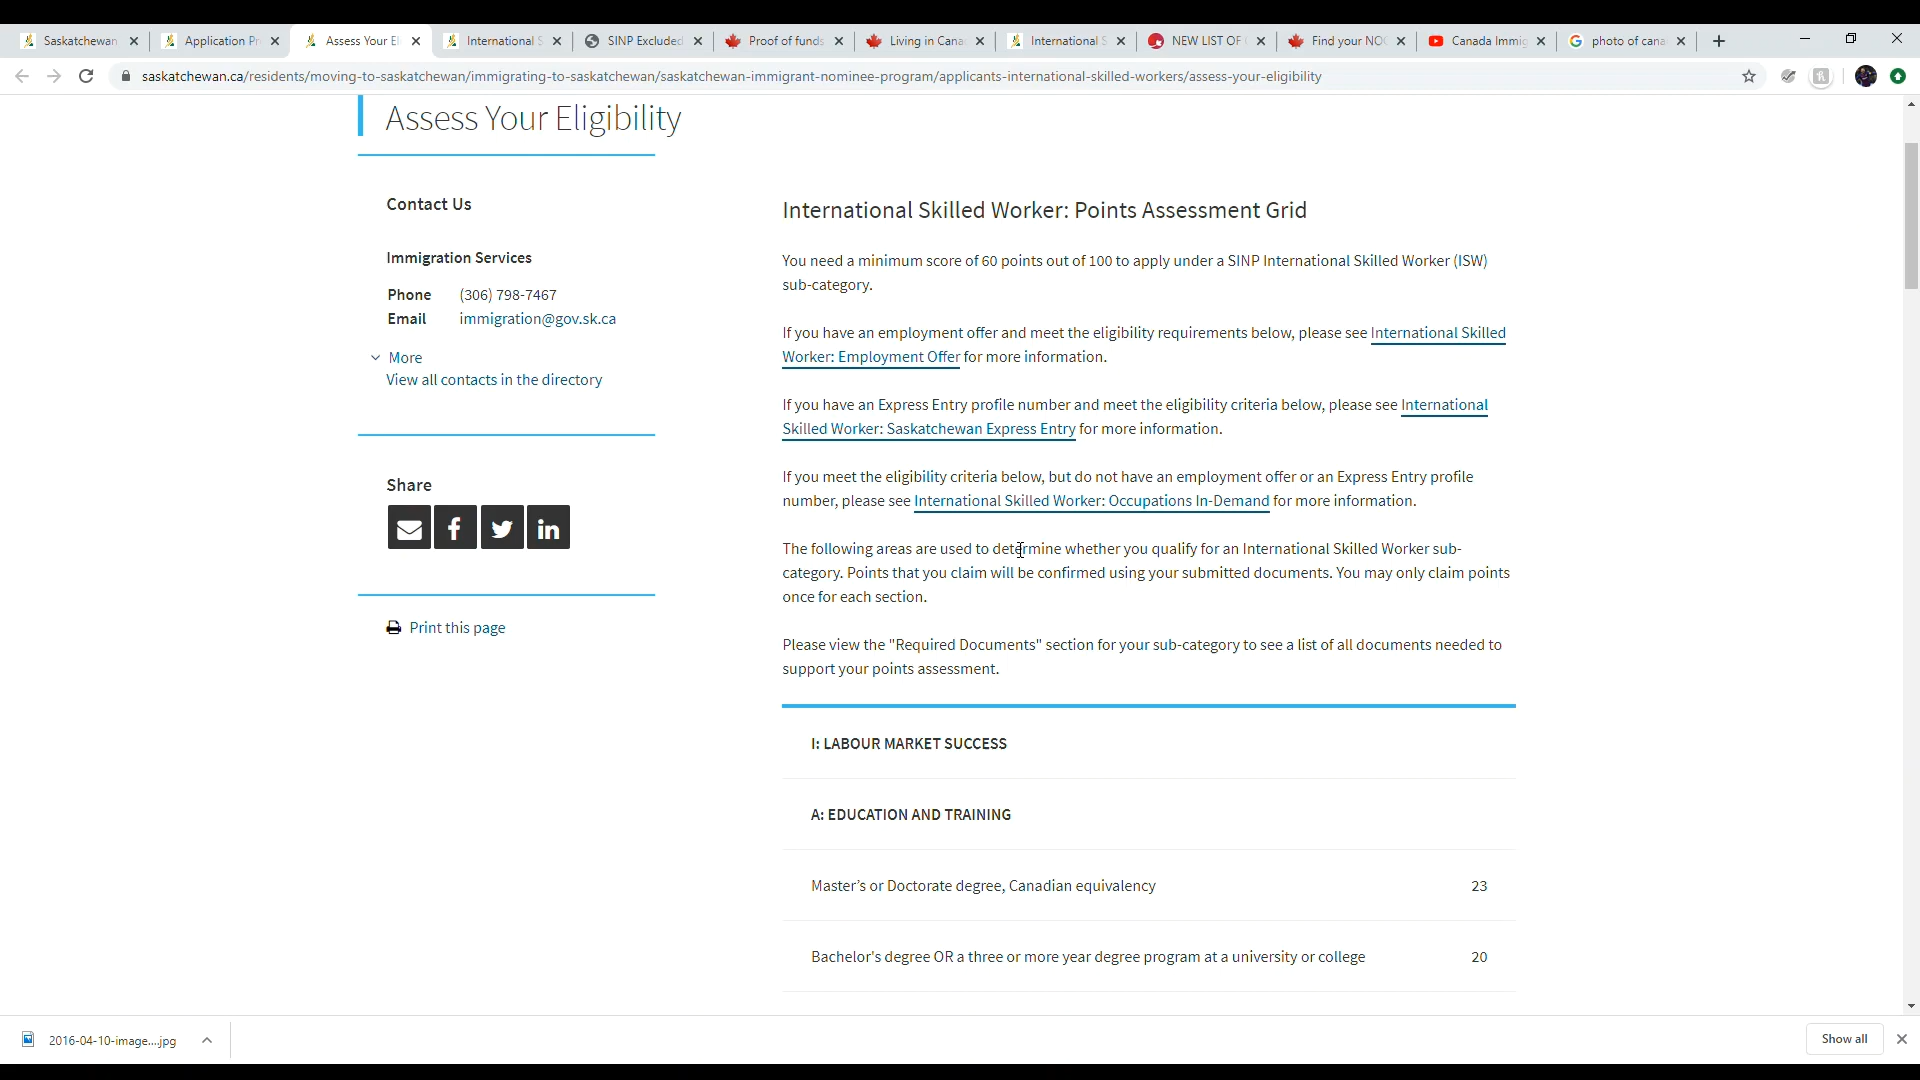 Saskatchewan
Application Pr
Assess Your El
International S
SINP Excluded
Proof of funds
Living in Cana
International S
NEW LIST OF
Find your NOC
Canada Immig
photo of cana
saskatchewan.ca/residents/moving-to-saskatchewan/immigrating-to-saskatchewan/saskatchewan-immigrant-nominee-program/applicants-international-skilled-workers/assess-your-eligibility
Assess Your Eligibility
Contact Us
Immigration Services
Phone (306) 798-7467
Email immigration@gov.sk.ca
More
View all contacts in the directory
Share
Print this page
International Skilled Worker: Points Assessment Grid
You need a minimum score of 60 points out of 100 to apply under a SINP International Skilled Worker (ISW)
sub-category.
If you have an employment offer and meet the eligibility requirements below, please see International Skilled
Worker: Employment Offer for more information.
If you have an Express Entry profile number and meet the eligibility criteria below, please see International
Skilled Worker: Saskatchewan Express Entry for more information.
If you meet the eligibility criteria below, but do not have an employment offer or an Express Entry profile
number, please see International Skilled Worker: Occupations In-Demand for more information.
The following areas are used to determine whether you qualify for an International Skilled Worker sub-
category. Points that you claim will be confirmed using your submitted documents. You may only claim points
once for each section.
Please view the "Required Documents" section for your sub-category to see a list of all documents needed to
support your points assessment.
I: LABOUR MARKET SUCCESS
A: EDUCATION AND TRAINING
Master's or Doctorate degree, Canadian equivalency 23
Bachelor's degree OR a three or more year degree program at a university or college 20
2016-04-10-image....jpg
Show all